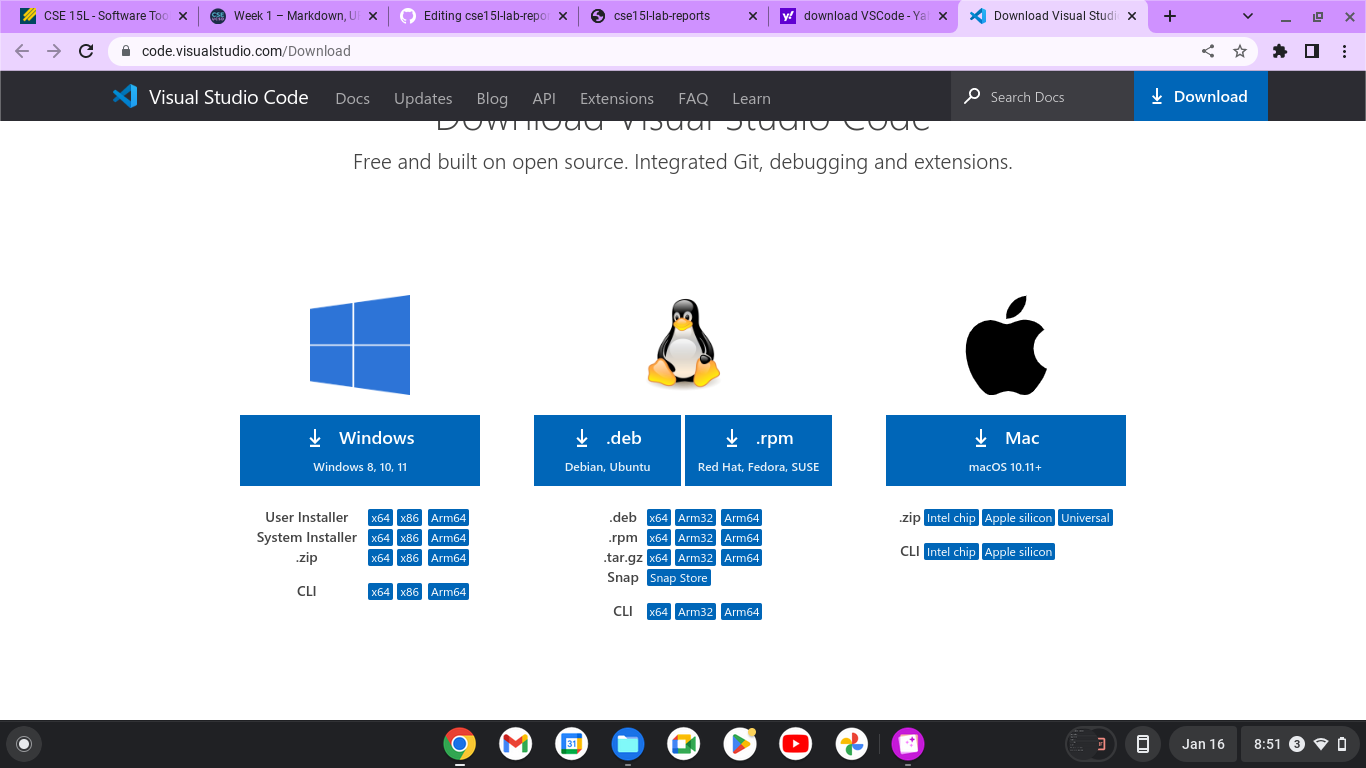 CSE 15L - Software Too
Week 1 – Markdown, U
Editing cse15l-lab-repor
cse15l-lab-reports
download VSCode - Ya
Download Visual Studi
code.visualstudio.com/Download
Visual Studio Code
Docs
Updates
Blog
API
Extensions
FAQ
Learn
Search Docs
Download
Download Visual Studio Code
Free and built on open source. Integrated Git, debugging and extensions.
Windows
Windows 8, 10, 11
User Installer x64 x86 Arm64
System Installer x64 x86 Arm64
.zip x64 x86 Arm64
CLI x64 x86 Arm64
.deb
Debian, Ubuntu
.rpm
Red Hat, Fedora, SUSE
.deb x64 Arm32 Arm64
.rpm x64 Arm32 Arm64
.tar.gz x64 Arm32 Arm64
Snap Snap Store
CLI x64 Arm32 Arm64
Mac
macOS 10.11+
.zip Intel chip Apple silicon Universal
CLI Intel chip Apple silicon
31
Jan 16
8:51 3